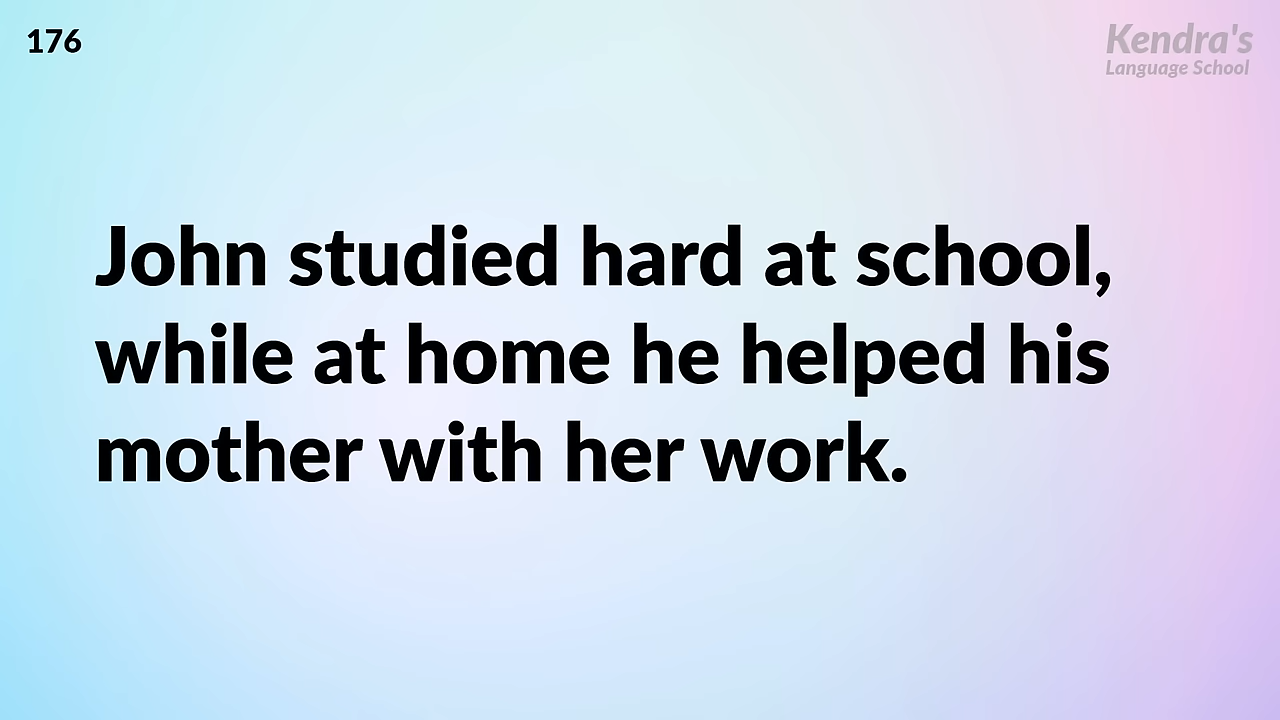 176
Kendra's
Language School
John studied hard at school,
while at home he helped his
mother with her work.